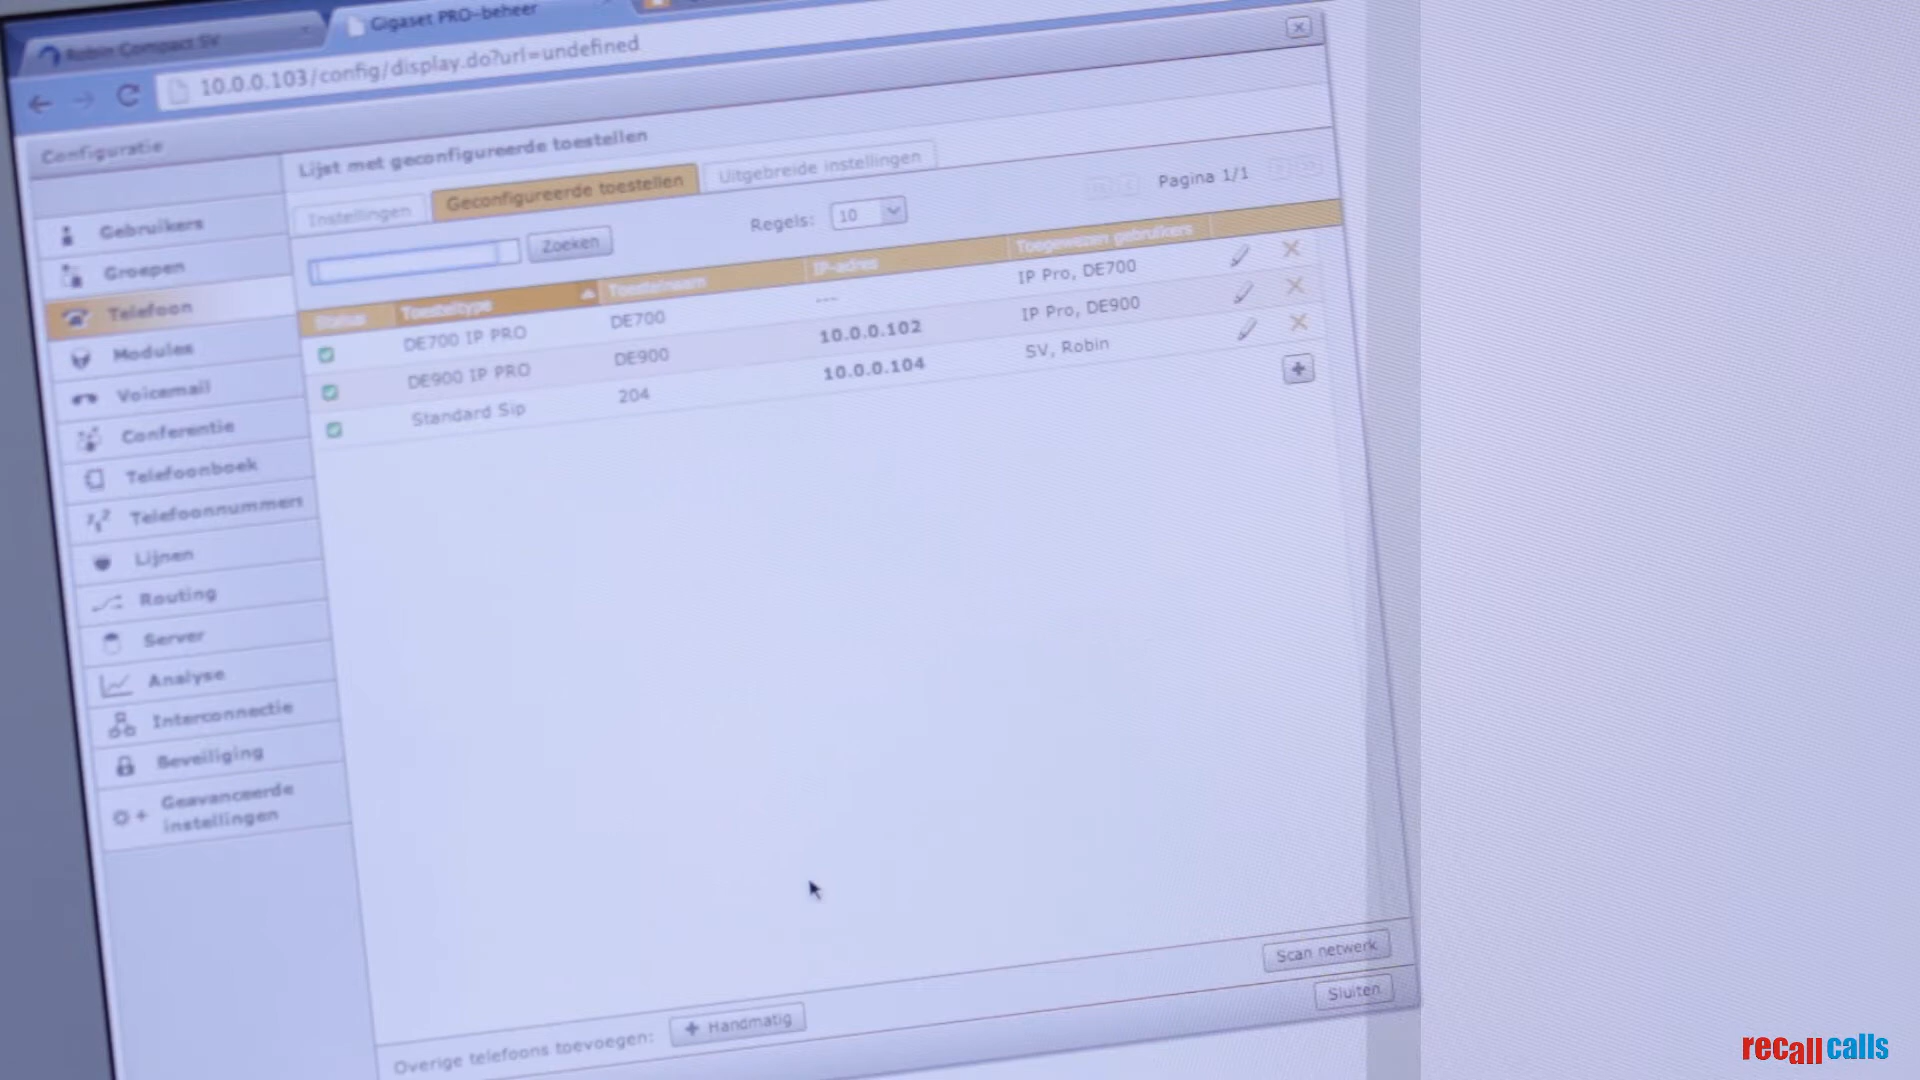 Robin Compact SV
Gigaset PRO-beheer
10.0.0.103/config/display.do?url=undefined
Configuratie
Lijst met geconfigureerde toestellen
Instellingen
Geconfigureerde toestellen
Uitgebreide instellingen
Zoeken
Regels: 10
Pagina 1/1
Status Toesteltype Toestelnaam IP-adres Toegewezen gebruikers
DE700 IP PRO DE700 --- IP Pro, DE700
DE900 IP PRO DE900 10.0.0.102 IP Pro, DE900
Standard Sip 204 10.0.0.104 SV, Robin
Gebruikers
Groepen
Telefoon
Modules
Voicemail
Conferentie
Telefoonboek
Telefoonnummers
Lijnen
Routing
Server
Analyse
Interconnectie
Beveiliging
Geavanceerde
instellingen
Scan netwerk
Overige telefoons toevoegen: + Handmatig
Sluiten
recall calls